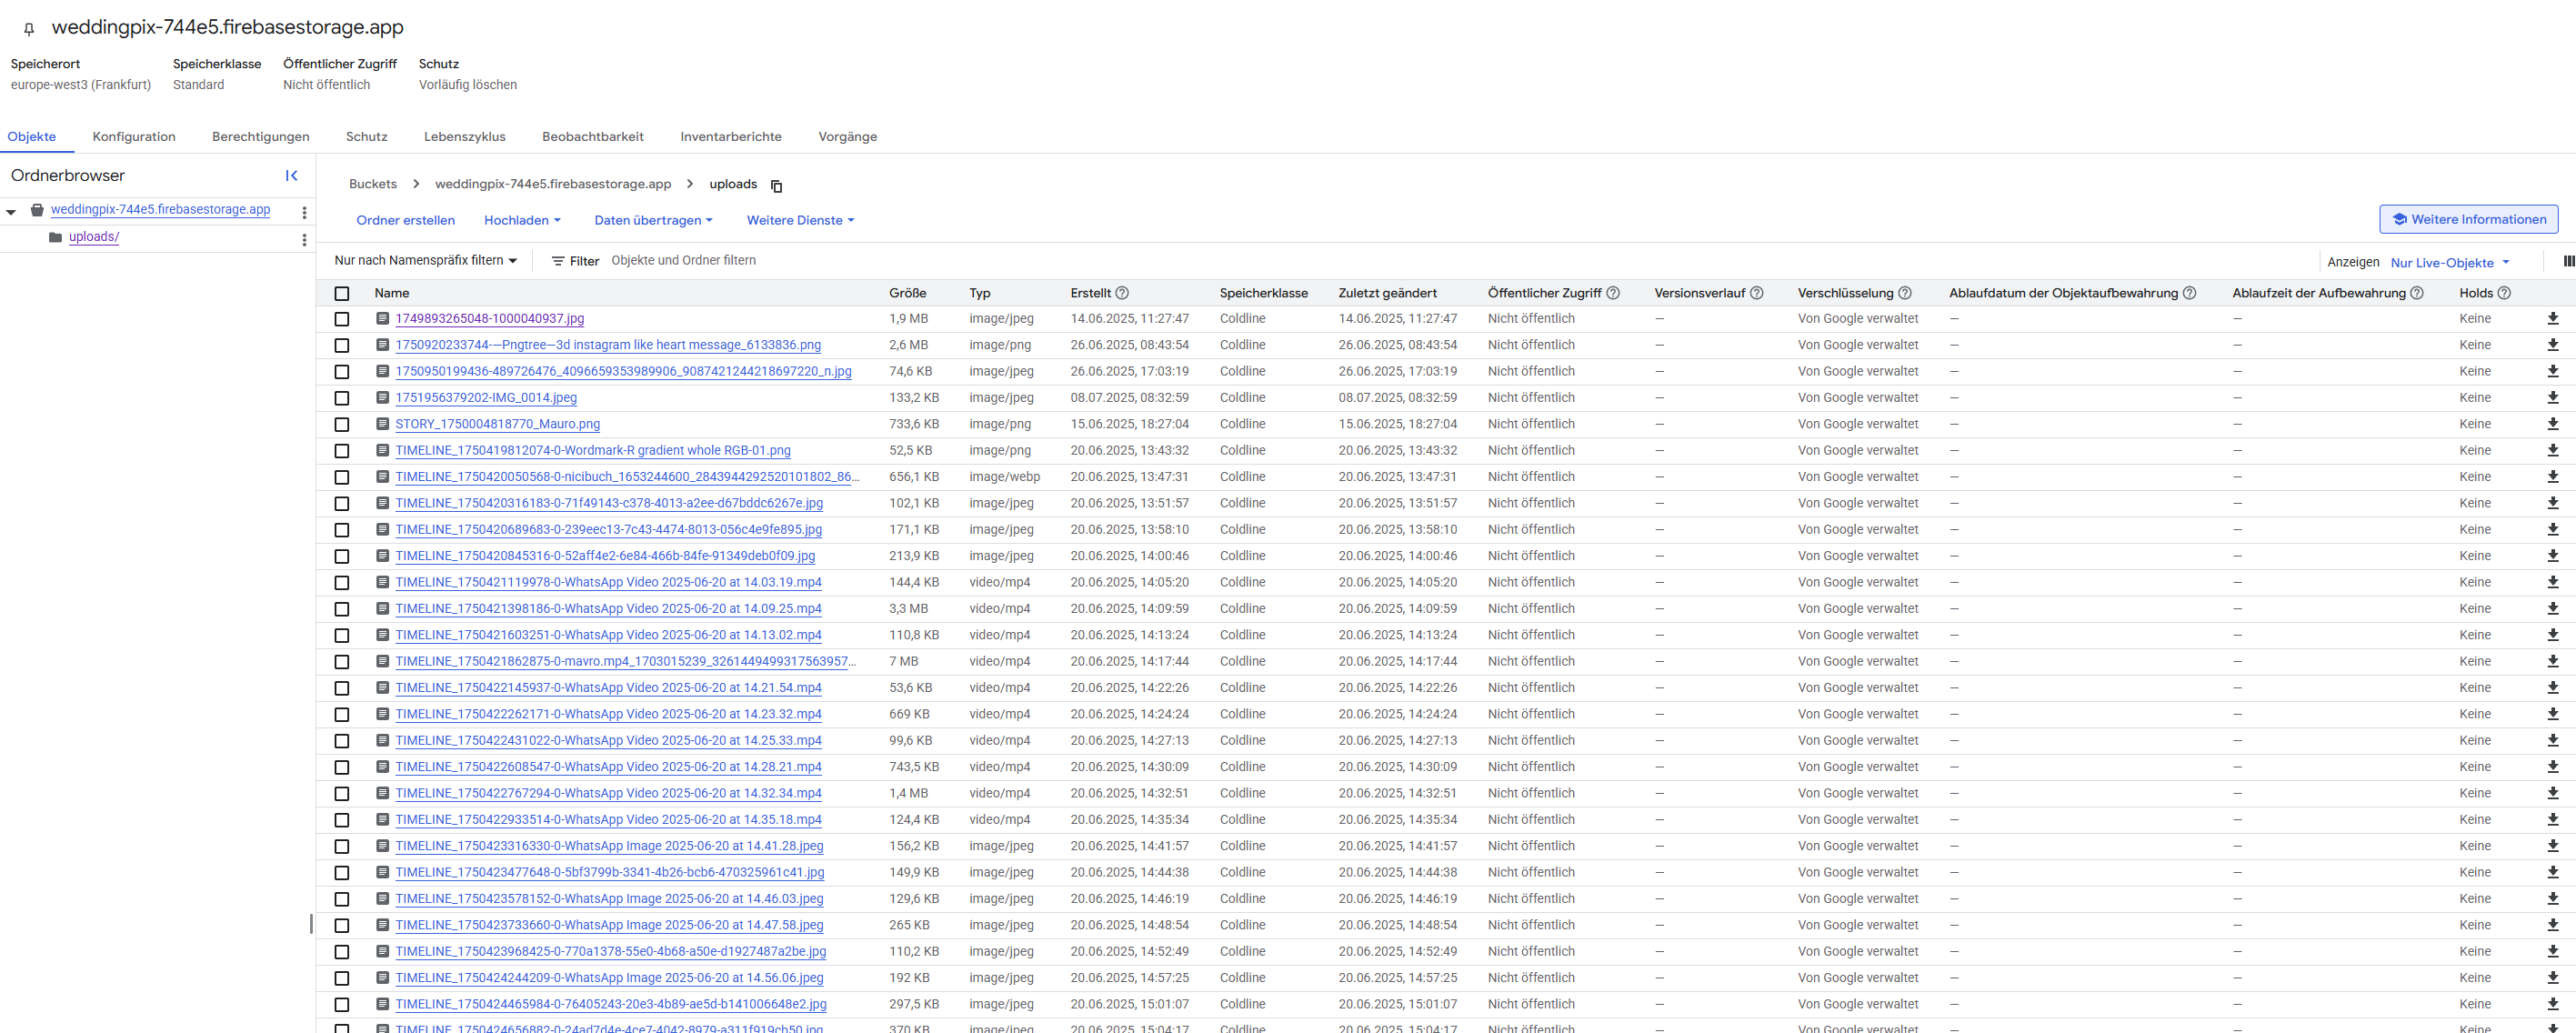 weddingpix-744e5.firebasestorage.app
Speicherort Speicherklasse Öffentlicher Zugriff Schutz
europe-west3 (Frankfurt) Standard Nicht öffentlich Vorläufig löschen
Objekte Konfiguration Berechtigungen Schutz Lebenszyklus Beobachtbarkeit Inventarberichte Vorgänge
Ordnerbrowser
weddingpix-744e5.firebasestorage.app
uploads/
Buckets weddingpix-744e5.firebasestorage.app uploads
Ordner erstellen Hochladen Daten übertragen Weitere Dienste Weitere Informationen
Nur nach Namenspräfix filtern Filter Objekte und Ordner filtern Anzeigen Nur Live-Objekte
Name Größe Typ Erstellt Speicherklasse Zuletzt geändert Öffentlicher Zugriff Versionsverlauf Verschlüsselung Ablaufdatum der Objektaufbewahrung Ablaufzeit der Aufbewahrung Holds
1749893265048-1000040937.jpg 1,9 MB image/jpeg 14.06.2025, 11:27:47 Coldline 14.06.2025, 11:27:47 Nicht öffentlich — Von Google verwaltet — — Keine
1750920233744-—Pngtree—3d instagram like heart message_6133836.png 2,6 MB image/png 26.06.2025, 08:43:54 Coldline 26.06.2025, 08:43:54 Nicht öffentlich — Von Google verwaltet — — Keine
1750950199436-489726476_4096659353989906_9087421244218697220_n.jpg 74,6 KB image/jpeg 26.06.2025, 17:03:19 Coldline 26.06.2025, 17:03:19 Nicht öffentlich — Von Google verwaltet — — Keine
1751956379202-IMG_0014.jpeg 133,2 KB image/jpeg 08.07.2025, 08:32:59 Coldline 08.07.2025, 08:32:59 Nicht öffentlich — Von Google verwaltet — — Keine
STORY_1750004818770_Mauro.png 733,6 KB image/png 15.06.2025, 18:27:04 Coldline 15.06.2025, 18:27:04 Nicht öffentlich — Von Google verwaltet — — Keine
TIMELINE_1750419812074-0-Wordmark-R gradient whole RGB-01.png 52,5 KB image/png 20.06.2025, 13:43:32 Coldline 20.06.2025, 13:43:32 Nicht öffentlich — Von Google verwaltet — — Keine
TIMELINE_1750420050568-0-nicibuch_1653244600_2843944292520101802_86... 656,1 KB image/webp 20.06.2025, 13:47:31 Coldline 20.06.2025, 13:47:31 Nicht öffentlich — Von Google verwaltet — — Keine
TIMELINE_1750420316183-0-71f49143-c378-4013-a2ee-d67bddc6267e.jpg 102,1 KB image/jpeg 20.06.2025, 13:51:57 Coldline 20.06.2025, 13:51:57 Nicht öffentlich — Von Google verwaltet — — Keine
TIMELINE_1750420689683-0-239eec13-7c43-4474-8013-056c4e9fe895.jpg 171,1 KB image/jpeg 20.06.2025, 13:58:10 Coldline 20.06.2025, 13:58:10 Nicht öffentlich — Von Google verwaltet — — Keine
TIMELINE_1750420845316-0-52aff4e2-6e84-466b-84fe-91349deb0f09.jpg 213,9 KB image/jpeg 20.06.2025, 14:00:46 Coldline 20.06.2025, 14:00:46 Nicht öffentlich — Von Google verwaltet — — Keine
TIMELINE_1750421119978-0-WhatsApp Video 2025-06-20 at 14.03.19.mp4 144,4 KB video/mp4 20.06.2025, 14:05:20 Coldline 20.06.2025, 14:05:20 Nicht öffentlich — Von Google verwaltet — — Keine
TIMELINE_1750421398186-0-WhatsApp Video 2025-06-20 at 14.09.25.mp4 3,3 MB video/mp4 20.06.2025, 14:09:59 Coldline 20.06.2025, 14:09:59 Nicht öffentlich — Von Google verwaltet — — Keine
TIMELINE_1750421603251-0-WhatsApp Video 2025-06-20 at 14.13.02.mp4 110,8 KB video/mp4 20.06.2025, 14:13:24 Coldline 20.06.2025, 14:13:24 Nicht öffentlich — Von Google verwaltet — — Keine
TIMELINE_1750421862875-0-mavro.mp4_1703015239_3261449499317563957... 7 MB video/mp4 20.06.2025, 14:17:44 Coldline 20.06.2025, 14:17:44 Nicht öffentlich — Von Google verwaltet — — Keine
TIMELINE_1750422145937-0-WhatsApp Video 2025-06-20 at 14.21.54.mp4 53,6 KB video/mp4 20.06.2025, 14:22:26 Coldline 20.06.2025, 14:22:26 Nicht öffentlich — Von Google verwaltet — — Keine
TIMELINE_1750422262171-0-WhatsApp Video 2025-06-20 at 14.23.32.mp4 669 KB video/mp4 20.06.2025, 14:24:24 Coldline 20.06.2025, 14:24:24 Nicht öffentlich — Von Google verwaltet — — Keine
TIMELINE_1750422431022-0-WhatsApp Video 2025-06-20 at 14.25.33.mp4 99,6 KB video/mp4 20.06.2025, 14:27:13 Coldline 20.06.2025, 14:27:13 Nicht öffentlich — Von Google verwaltet — — Keine
TIMELINE_1750422608547-0-WhatsApp Video 2025-06-20 at 14.28.21.mp4 743,5 KB video/mp4 20.06.2025, 14:30:09 Coldline 20.06.2025, 14:30:09 Nicht öffentlich — Von Google verwaltet — — Keine
TIMELINE_1750422767294-0-WhatsApp Video 2025-06-20 at 14.32.34.mp4 1,4 MB video/mp4 20.06.2025, 14:32:51 Coldline 20.06.2025, 14:32:51 Nicht öffentlich — Von Google verwaltet — — Keine
TIMELINE_1750422933514-0-WhatsApp Video 2025-06-20 at 14.35.18.mp4 124,4 KB video/mp4 20.06.2025, 14:35:34 Coldline 20.06.2025, 14:35:34 Nicht öffentlich — Von Google verwaltet — — Keine
TIMELINE_1750423316330-0-WhatsApp Image 2025-06-20 at 14.41.28.jpeg 156,2 KB image/jpeg 20.06.2025, 14:41:57 Coldline 20.06.2025, 14:41:57 Nicht öffentlich — Von Google verwaltet — — Keine
TIMELINE_1750423477648-0-5bf3799b-3341-4b26-bcb6-470325961c41.jpg 149,9 KB image/jpeg 20.06.2025, 14:44:38 Coldline 20.06.2025, 14:44:38 Nicht öffentlich — Von Google verwaltet — — Keine
TIMELINE_1750423578152-0-WhatsApp Image 2025-06-20 at 14.46.03.jpeg 129,6 KB image/jpeg 20.06.2025, 14:46:19 Coldline 20.06.2025, 14:46:19 Nicht öffentlich — Von Google verwaltet — — Keine
TIMELINE_1750423733660-0-WhatsApp Image 2025-06-20 at 14.47.58.jpeg 265 KB image/jpeg 20.06.2025, 14:48:54 Coldline 20.06.2025, 14:48:54 Nicht öffentlich — Von Google verwaltet — — Keine
TIMELINE_1750423968425-0-770a1378-55e0-4b68-a50e-d1927487a2be.jpg 110,2 KB image/jpeg 20.06.2025, 14:52:49 Coldline 20.06.2025, 14:52:49 Nicht öffentlich — Von Google verwaltet — — Keine
TIMELINE_1750424244209-0-WhatsApp Image 2025-06-20 at 14.56.06.jpeg 192 KB image/jpeg 20.06.2025, 14:57:25 Coldline 20.06.2025, 14:57:25 Nicht öffentlich — Von Google verwaltet — — Keine
TIMELINE_1750424465984-0-76405243-20e3-4b89-ae5d-b141006648e2.jpg 297,5 KB image/jpeg 20.06.2025, 15:01:07 Coldline 20.06.2025, 15:01:07 Nicht öffentlich — Von Google verwaltet — — Keine
TIMELINE_1750424656882-0-24ad7d4e-4ce7-4042-8979-a311f919cb50.jpg 370 KB image/jpeg 20.06.2025, 15:04:17 Coldline 20.06.2025, 15:04:17 Nicht öffentlich — Von Google verwaltet — — Keine